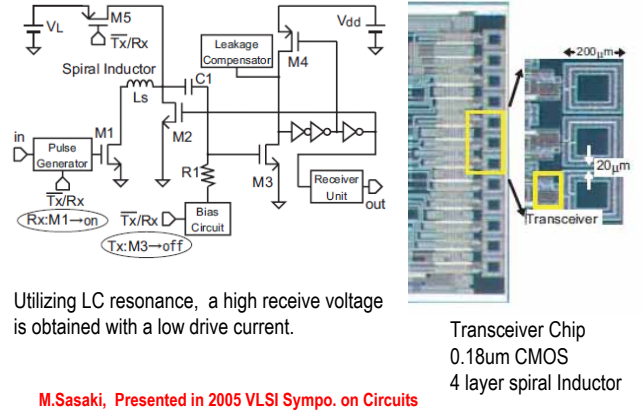 VL
M5
Tx/Rx
Vdd
Leakage
Compensator
M4
Spiral Inductor
C1
Ls
M2
in
Pulse
Generator
M1
R1
M3
Receiver
Unit
out
Tx/Rx
Rx:M1→on
Tx/Rx
Bias
Circuit
Tx:M3→off
200μm
20μm
Transceiver
Utilizing LC resonance, a high receive voltage
is obtained with a low drive current.
Transceiver Chip
0.18um CMOS
4 layer spiral Inductor
M.Sasaki, Presented in 2005 VLSI Sympo. on Circuits